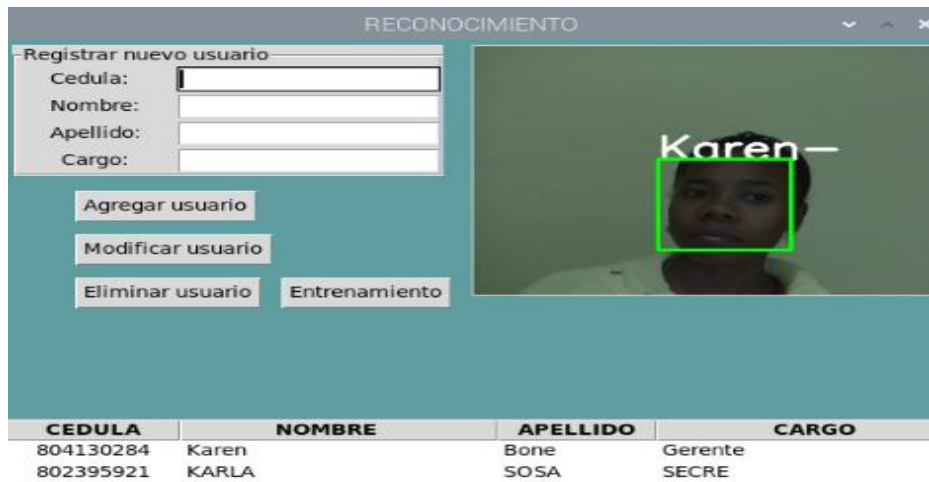 RECONOCIMIENTO
Registrar nuevo usuario
Cedula:
Nombre:
Apellido:
Cargo:
Agregar usuario
Modificar usuario
Eliminar usuario Entrenamiento
Karen—
CEDULA NOMBRE APELLIDO CARGO
804130284 Karen Bone Gerente
802395921 KARLA SOSA SECRE